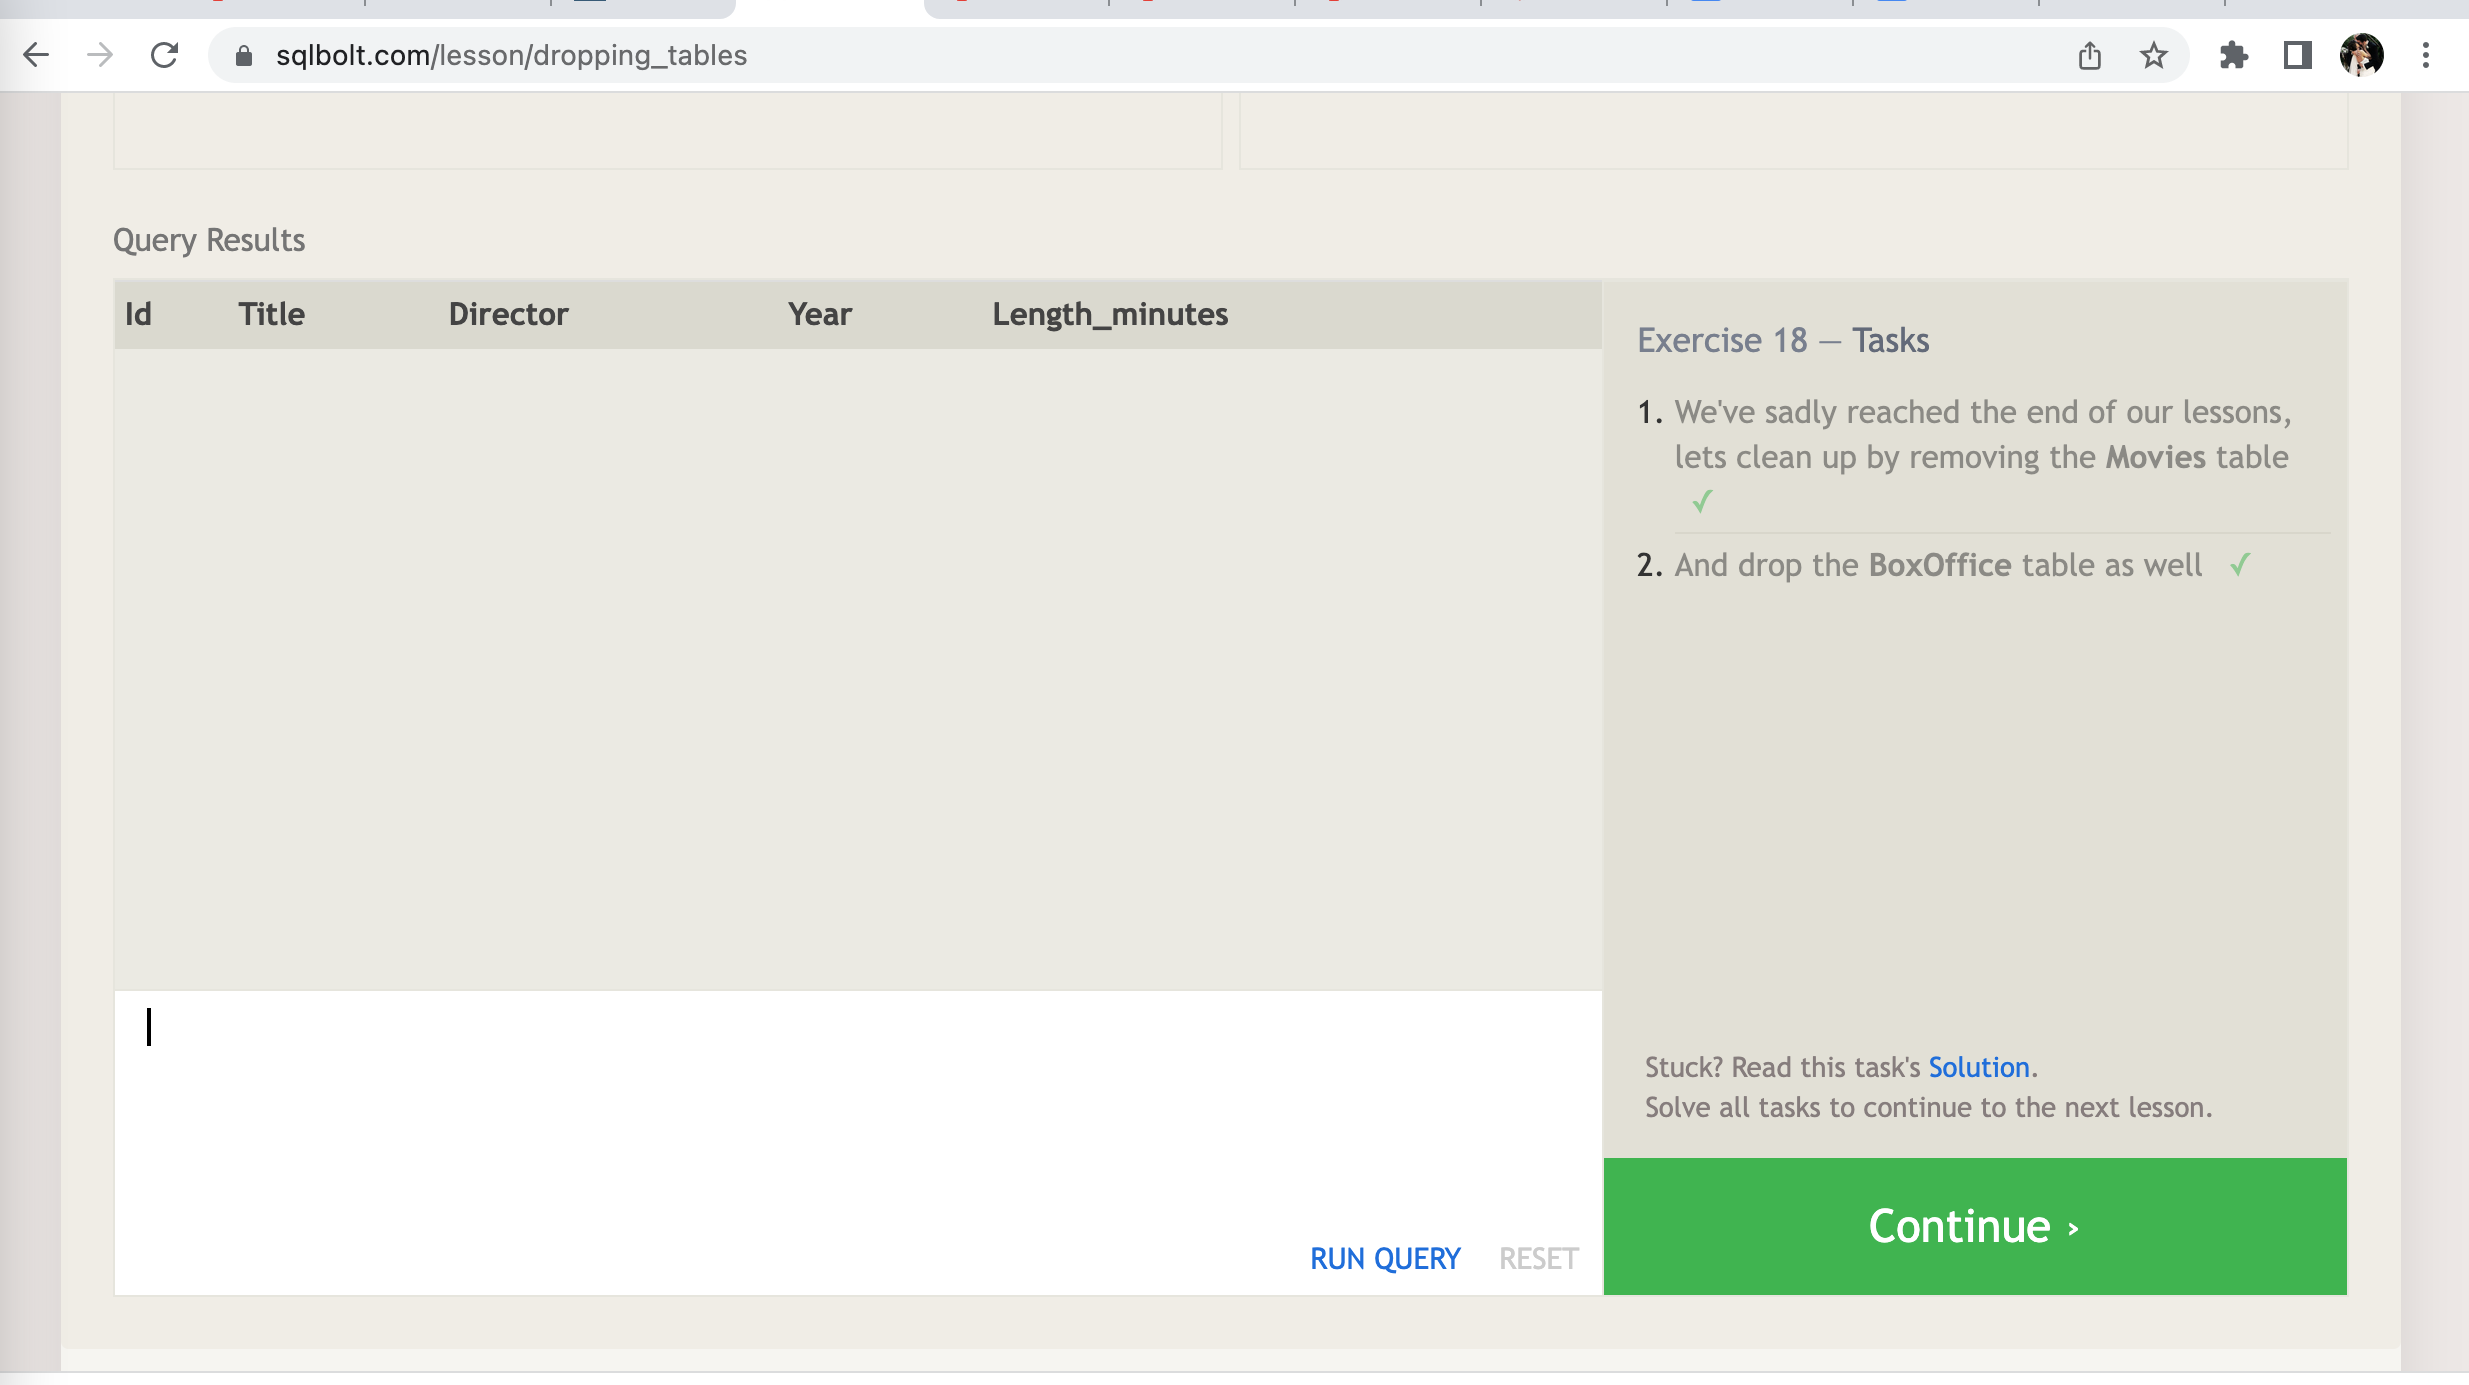 sqlbolt.com/lesson/dropping_tables
Query Results
Id Title Director Year Length_minutes
Exercise 18 — Tasks
1. We've sadly reached the end of our lessons,
lets clean up by removing the Movies table
✓
2. And drop the BoxOffice table as well ✓
Stuck? Read this task's Solution.
Solve all tasks to continue to the next lesson.
RUN QUERY RESET
Continue ›